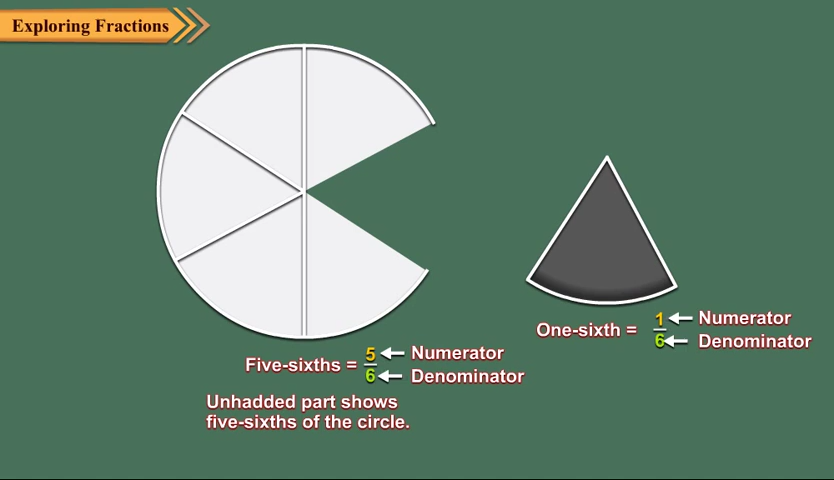 Exploring Fractions
Five-sixths = 5/6
Numerator
Denominator
Unhadded part shows
five-sixths of the circle.
One-sixth = 1/6
Numerator
Denominator